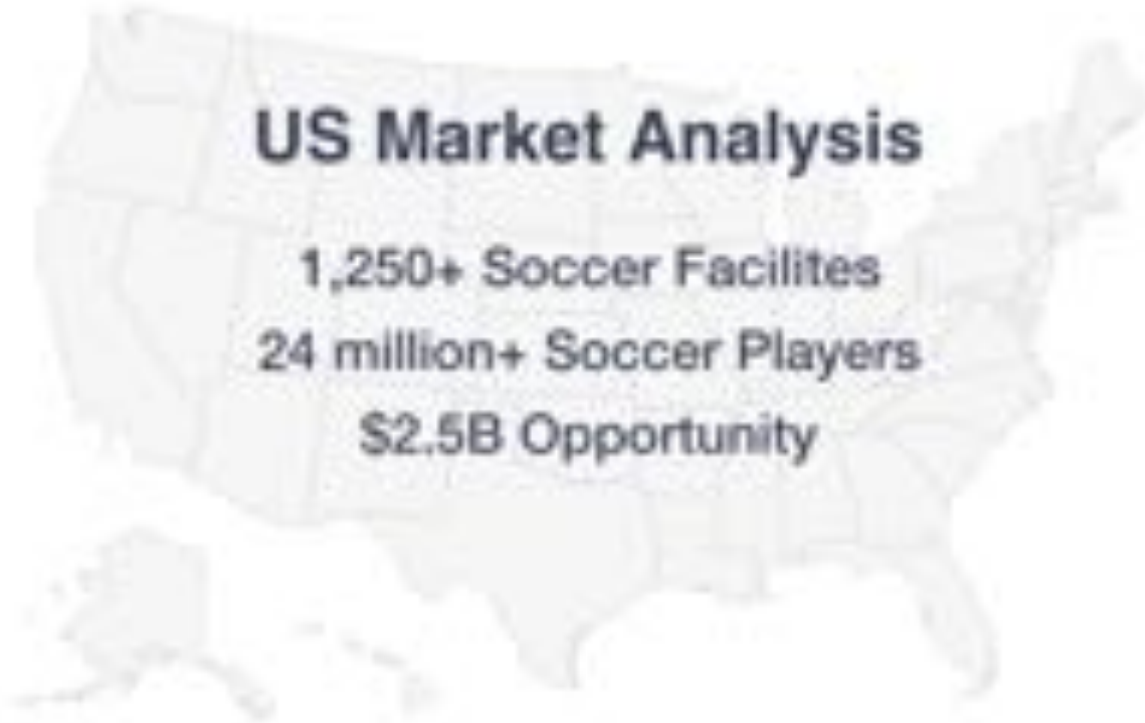 US Market Analysis
1,250+ Soccer Facilites
24 million+ Soccer Players
$2.5B Opportunity